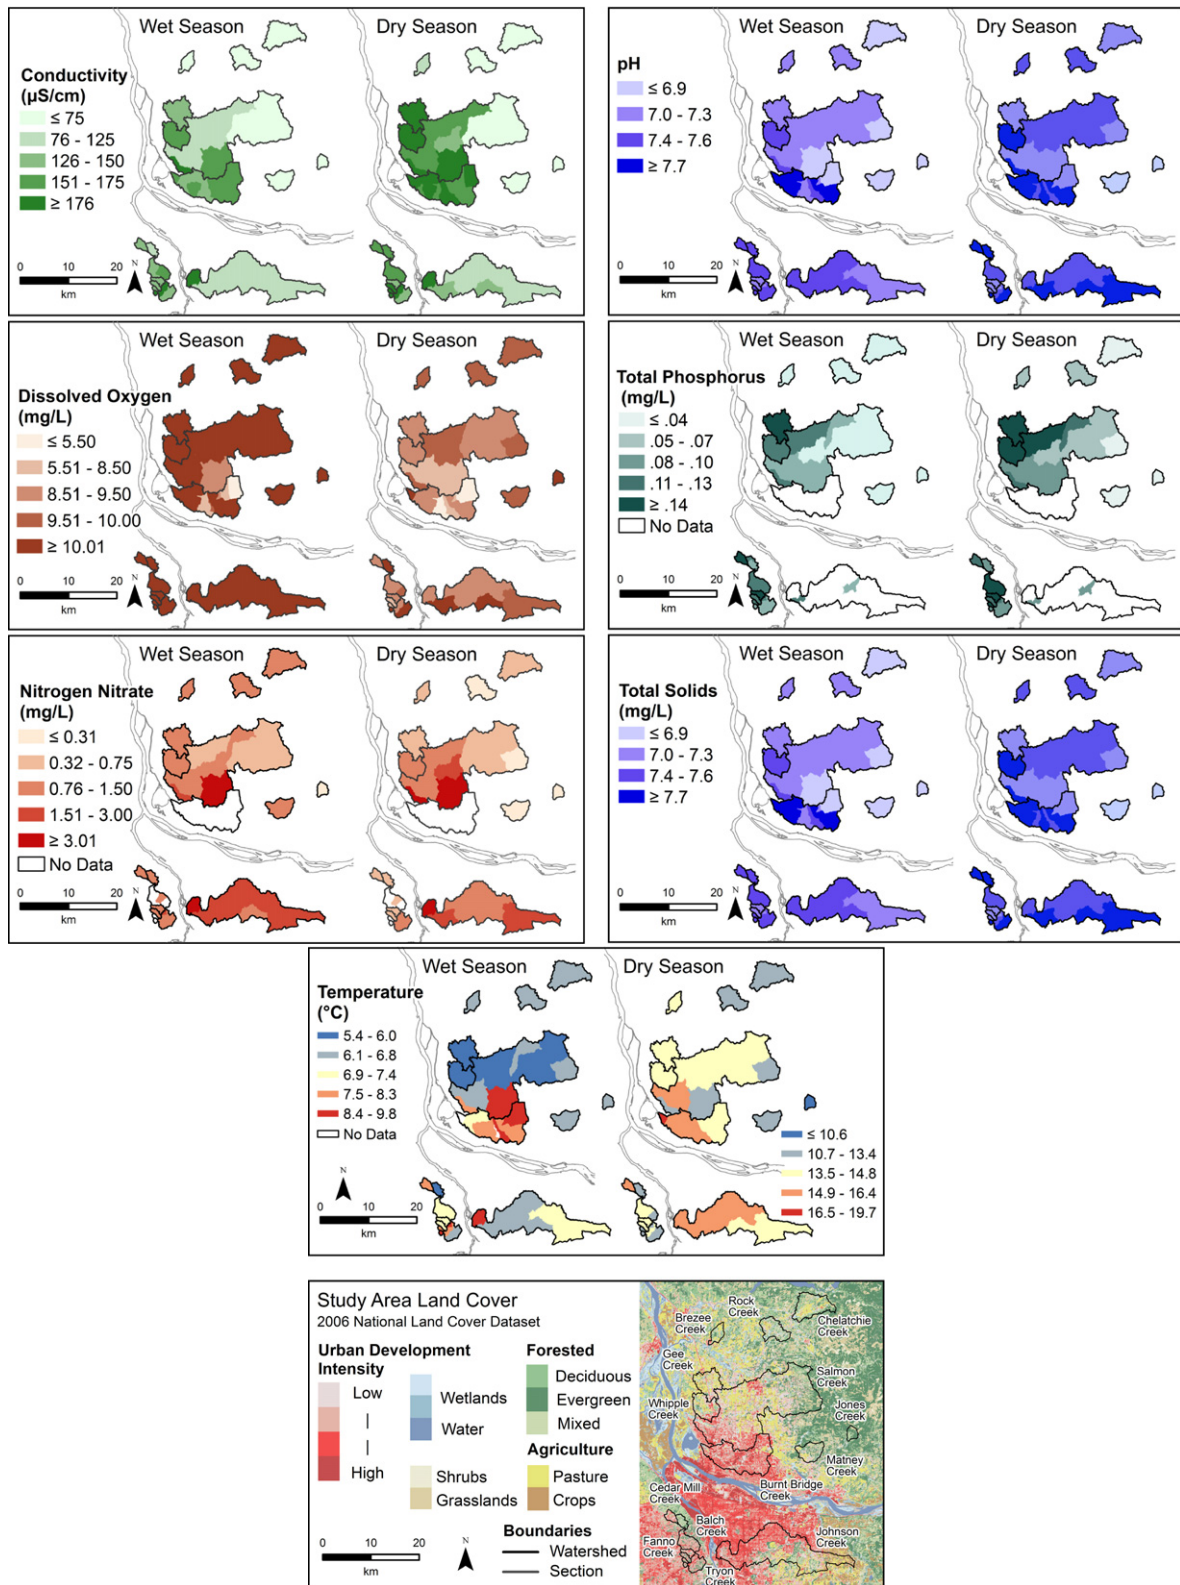 Wet Season
Dry Season
Conductivity
(µS/cm)
≤ 75
76 - 125
126 - 150
151 - 175
≥ 176
N
0 10 20
km
Wet Season
Dry Season
pH
≤ 6.9
7.0 - 7.3
7.4 - 7.6
≥ 7.7
N
0 10 20
km
Wet Season
Dry Season
Dissolved Oxygen
(mg/L)
≤ 5.50
5.51 - 8.50
8.51 - 9.50
9.51 - 10.00
≥ 10.01
N
0 10 20
km
Wet Season
Dry Season
Total Phosphorus
(mg/L)
≤ .04
.05 - .07
.08 - .10
.11 - .13
≥ .14
No Data
N
0 10 20
km
Wet Season
Dry Season
Nitrogen Nitrate
(mg/L)
≤ 0.31
0.32 - 0.75
0.76 - 1.50
1.51 - 3.00
≥ 3.01
No Data
N
0 10 20
km
Wet Season
Dry Season
Total Solids
(mg/L)
≤ 6.9
7.0 - 7.3
7.4 - 7.6
≥ 7.7
N
0 10 20
km
Wet Season
Dry Season
Temperature
(°C)
5.4 - 6.0
6.1 - 6.8
6.9 - 7.4
7.5 - 8.3
8.4 - 9.8
No Data
≤ 10.6
10.7 - 13.4
13.5 - 14.8
14.9 - 16.4
16.5 - 19.7
N
0 10 20
km
Study Area Land Cover
2006 National Land Cover Dataset
Urban Development
Intensity
Low
High
Wetlands
Water
Shrubs
Grasslands
Forested
Deciduous
Evergreen
Mixed
Agriculture
Pasture
Crops
Boundaries
Watershed
Section
N
0 10 20
km
Rock
Creek
Brezee
Creek
Chelatchie
Creek
Gee
Creek
Salmon
Creek
Whipple
Creek
Jones
Creek
Matney
Creek
Burnt Bridge
Creek
Cedar Mill
Creek
Balch
Creek
Johnson
Creek
Fanno
Creek
Tryon
Creek